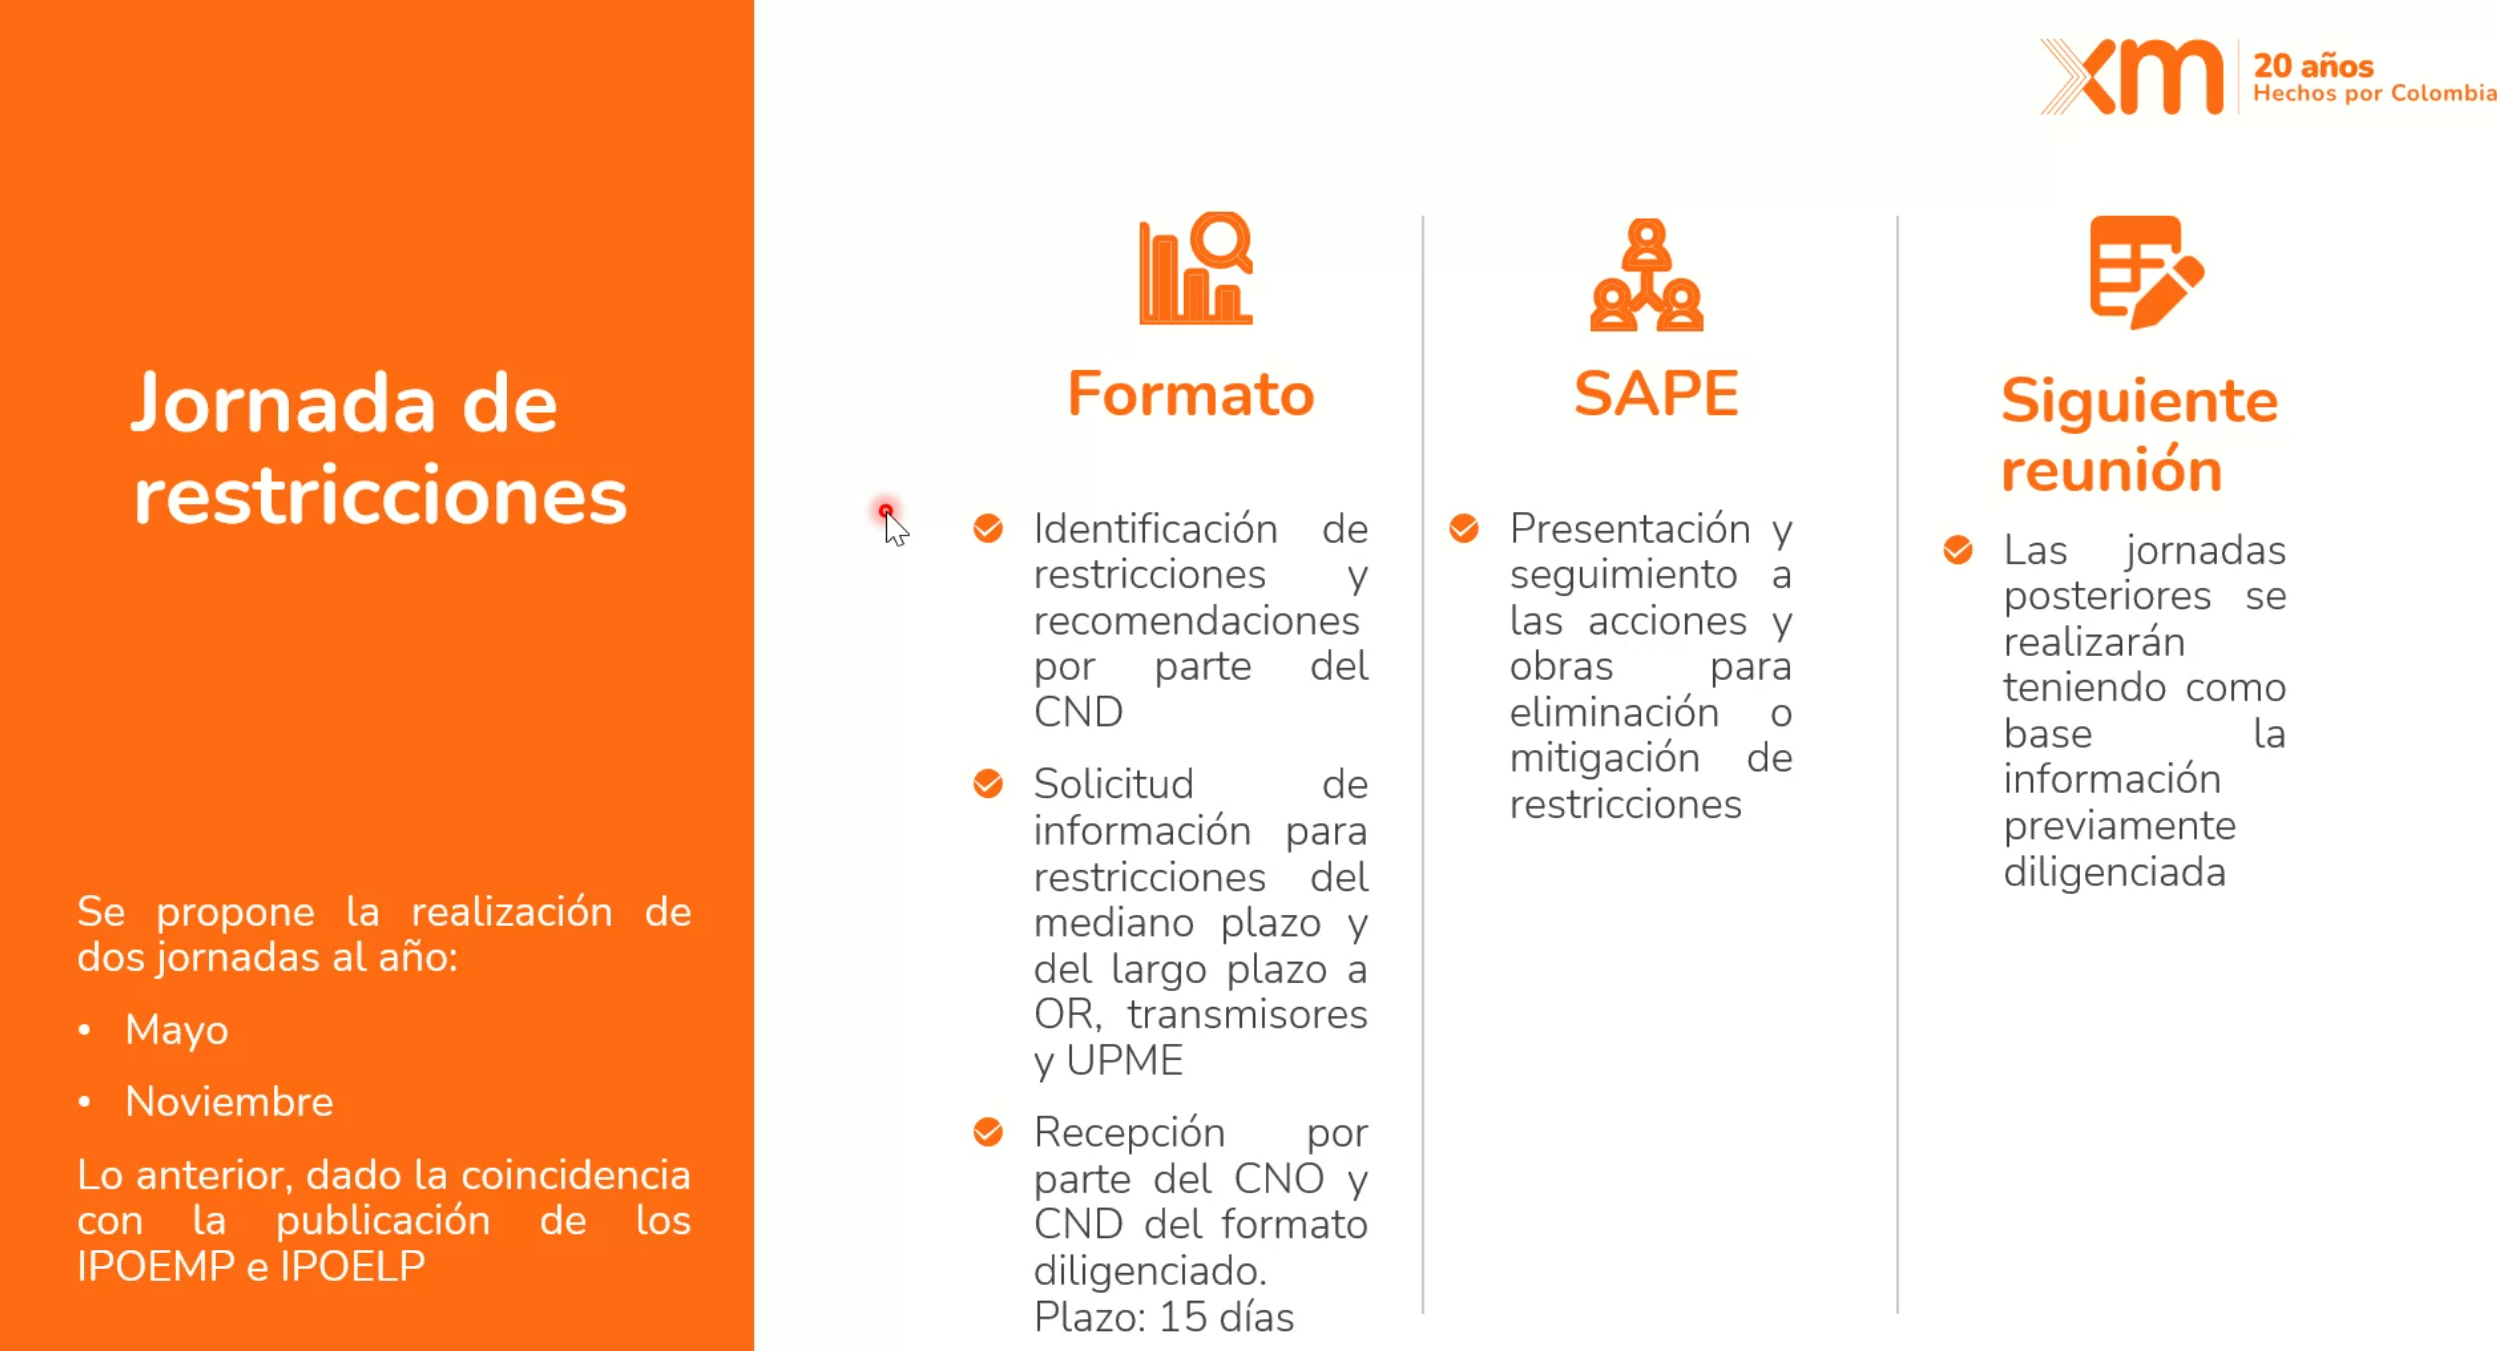 xm
20 años
Hechos por Colombia
Jornada de
restricciones
Se propone la realización de
dos jornadas al año:
• Mayo
• Noviembre
Lo anterior, dado la coincidencia
con la publicación de los
IPOEMP e IPOELP
Formato
Identificación de
restricciones y
recomendaciones
por parte del
CND
Solicitud de
información para
restricciones del
mediano plazo y
del largo plazo a
OR, transmisores
y UPME
Recepción por
parte del CNO y
CND del formato
diligenciado.
Plazo: 15 días
SAPE
Presentación y
seguimiento a
las acciones y
obras para
eliminación o
mitigación de
restricciones
Siguiente
reunión
Las jornadas
posteriores se
realizarán
teniendo como
base la
información
previamente
diligenciada